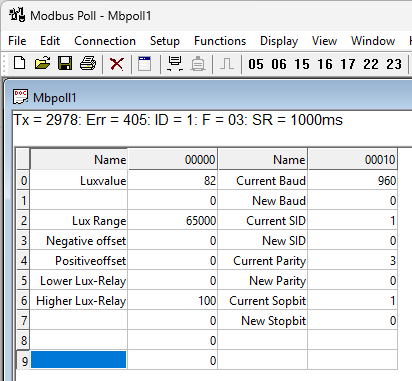 Modbus Poll - Mbpoll1
File Edit Connection Setup Functions Display View Window
05 06 15 16 17 22 23
DOC Mbpoll1
Tx = 2978: Err = 405: ID = 1: F = 03: SR = 1000ms
Name 00000 Name 00010
0 Luxvalue 82 Current Baud 960
1 0 New Baud 0
2 Lux Range 65000 Current SID 1
3 Negative offset 0 New SID 0
4 Positiveoffset 0 Current Parity 3
5 Lower Lux-Relay 0 New Parity 0
6 Higher Lux-Relay 100 Current Sopbit 1
7 0 New Stopbit 0
8 0
9 0